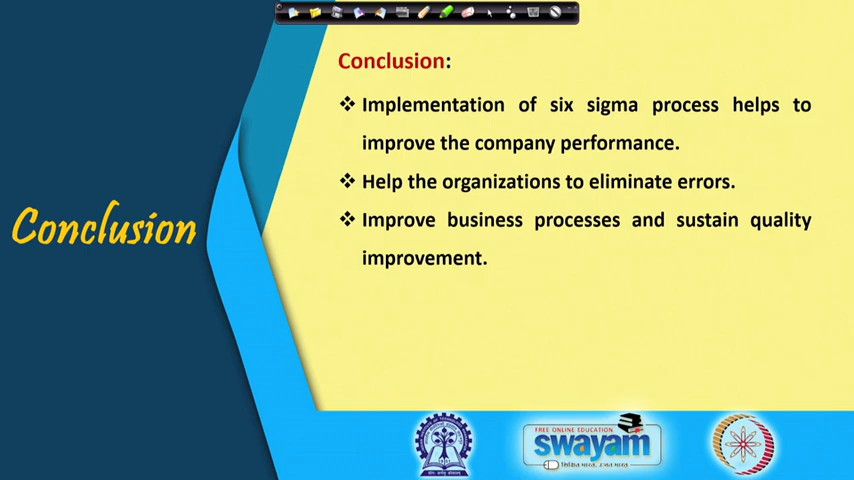 Conclusion
Conclusion:
❖ Implementation of six sigma process helps to
improve the company performance.
❖ Help the organizations to eliminate errors.
❖ Improve business processes and sustain quality
improvement.
FREE ONLINE EDUCATION
swayam